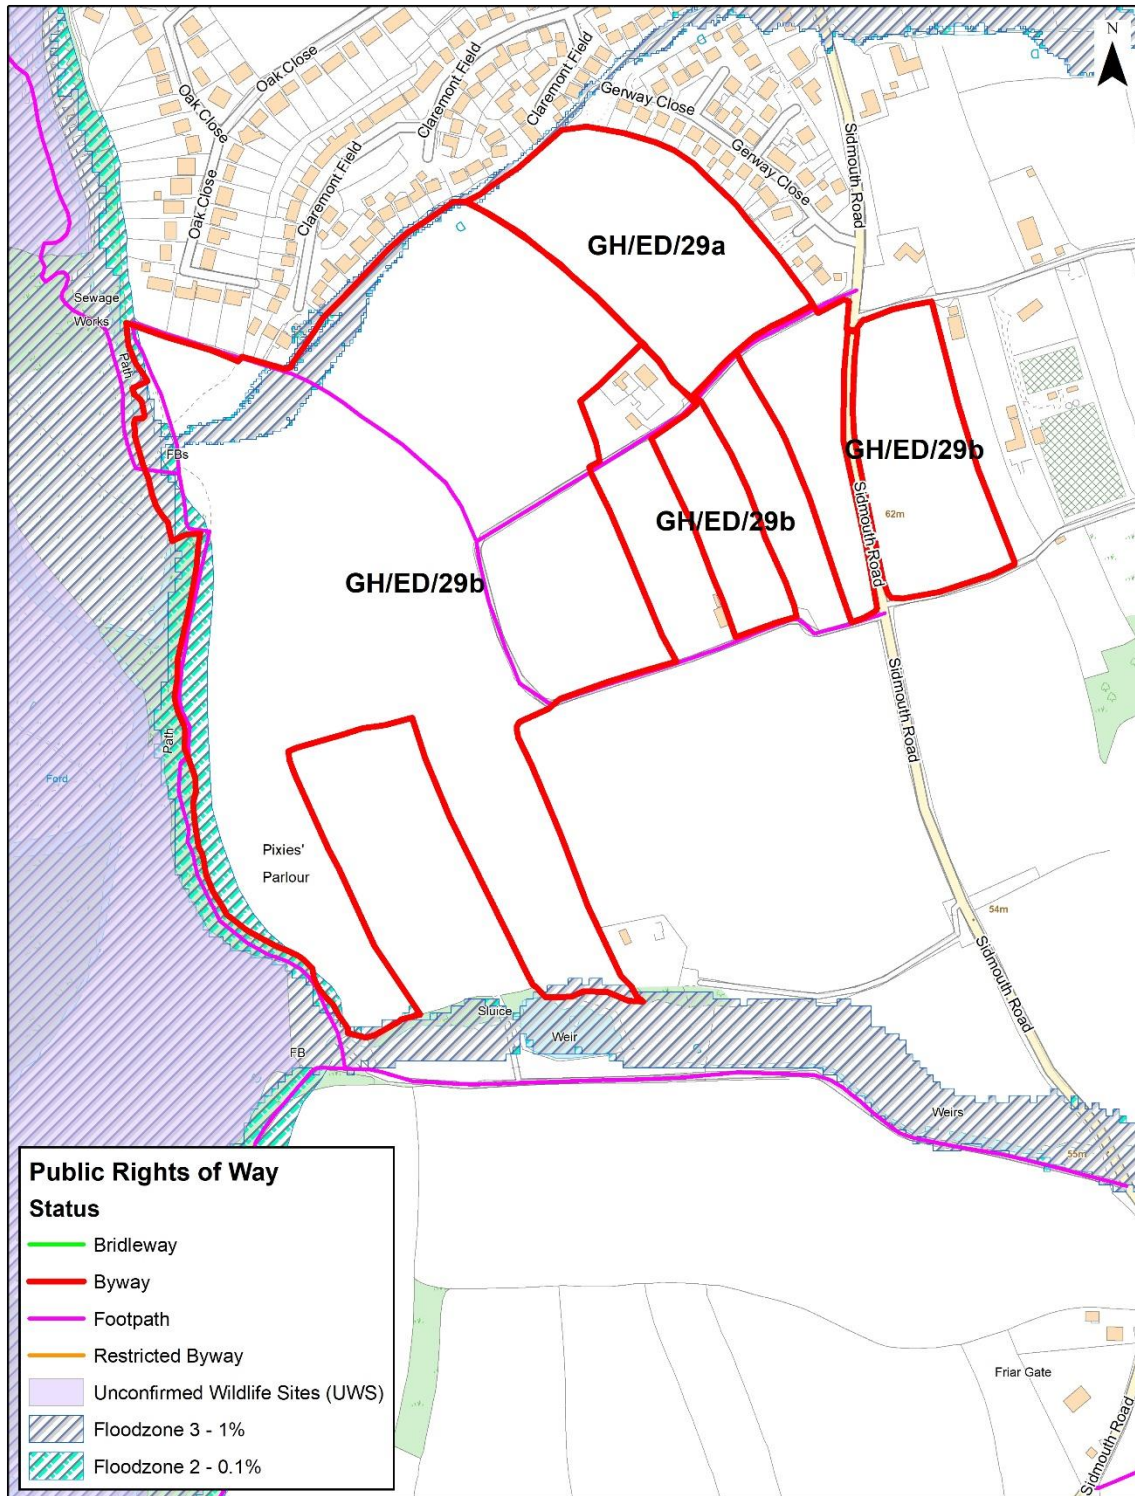 N
Oak Close
Oak Close
Oak Close
Claremont Field
Claremont Field
Claremont Field
Gerway Close
Gerway Close
Sidmouth Road
GH/ED/29a
Sewage
Works
Path
FBs
GH/ED/29b
GH/ED/29b
GH/ED/29b
Sidmouth Road
62m
Sidmouth Road
Path
Ford
Pixies'
Parlour
54m
Sidmouth Road
Sluice
Weir
FB
Weirs
55m
Friar Gate
Sidmouth Road
Public Rights of Way
Status
Bridleway
Byway
Footpath
Restricted Byway
Unconfirmed Wildlife Sites (UWS)
Floodzone 3 - 1%
Floodzone 2 - 0.1%